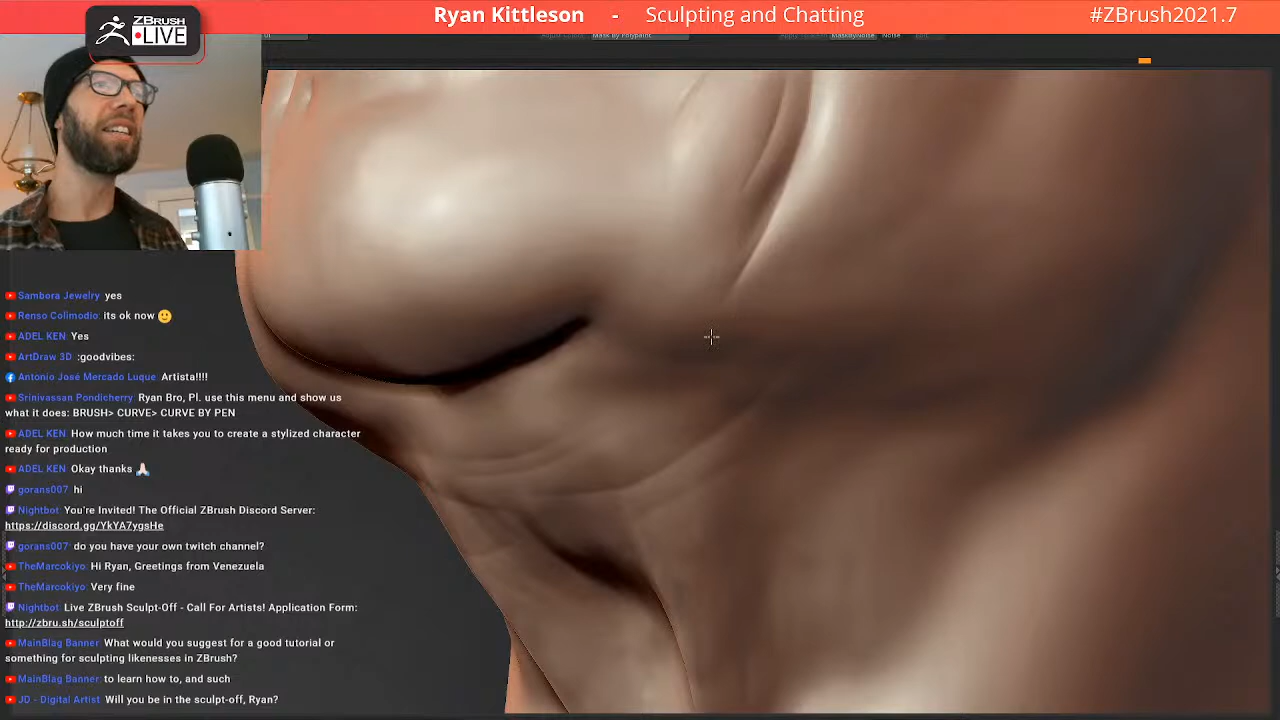 Ryan Kittleson - Sculpting and Chatting #ZBrush2021.7
ZBRUSH
LIVE
Mask By Polypaint
MaskByNoise
Noise
Sambora Jewelry yes
Renso Colimodio: its ok now 🙂
ADEL KEN: Yes
ArtDraw 3D :goodvibes:
Antonio José Mercado Luque: Artista!!!!
Srinivassan Pondicherry: Ryan Bro, Pl. use this menu and show us
what it does: BRUSH> CURVE> CURVE BY PEN
ADEL KEN: How much time it takes you to create a stylized character
ready for production
ADEL KEN: Okay thanks 🙏🏻
gorans007 hi
Nightbot: You're Invited! The Official ZBrush Discord Server:
https://discord.gg/YkYA7ygsHe
gorans007: do you have your own twitch channel?
TheMarcokiyo: Hi Ryan, Greetings from Venezuela
TheMarcokiyo: Very fine
Nightbot: Live ZBrush Sculpt-Off - Call For Artists! Application Form:
http://zbru.sh/sculptoff
MainBlag Banner: What would you suggest for a good tutorial or
something for sculpting likenesses in ZBrush?
MainBlag Banner: to learn how to, and such
JD - Digital Artist: Will you be in the sculpt-off, Ryan?